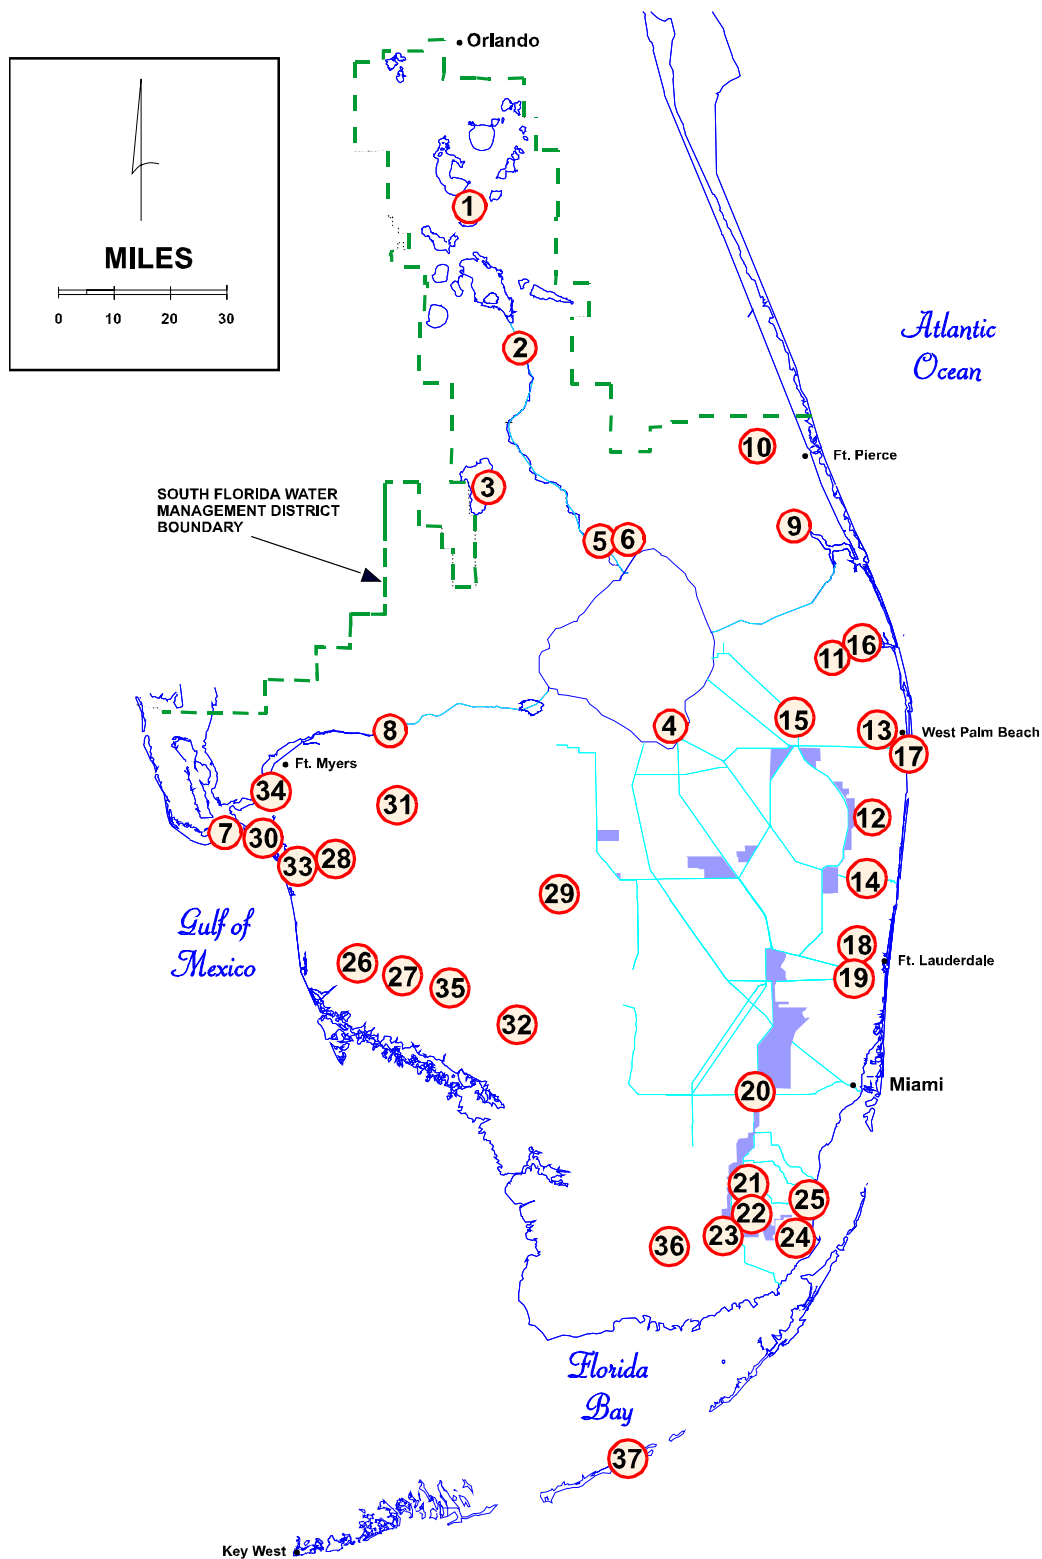 Orlando
MILES
0 10 20 30
1
2
Atlantic
Ocean
10
Ft. Pierce
3
SOUTH FLORIDA WATER
MANAGEMENT DISTRICT
BOUNDARY
9
5 6
16
11
15
4
13
West Palm Beach
17
8
Ft. Myers
34
31
7
30
12
33
28
14
29
Gulf of
Mexico
18
26
27
35
Ft. Lauderdale
19
32
Miami
20
21
25
22
23
24
36
Florida
Bay
37
Key West